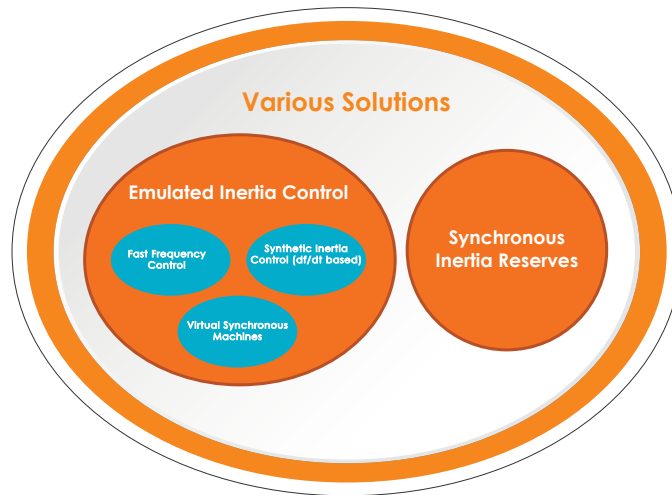 Various Solutions
Emulated Inertia Control
Fast Frequency
Control
Synthetic Inertia
Control (df/dt based)
Virtual Synchronous
Machines
Synchronous
Inertia Reserves